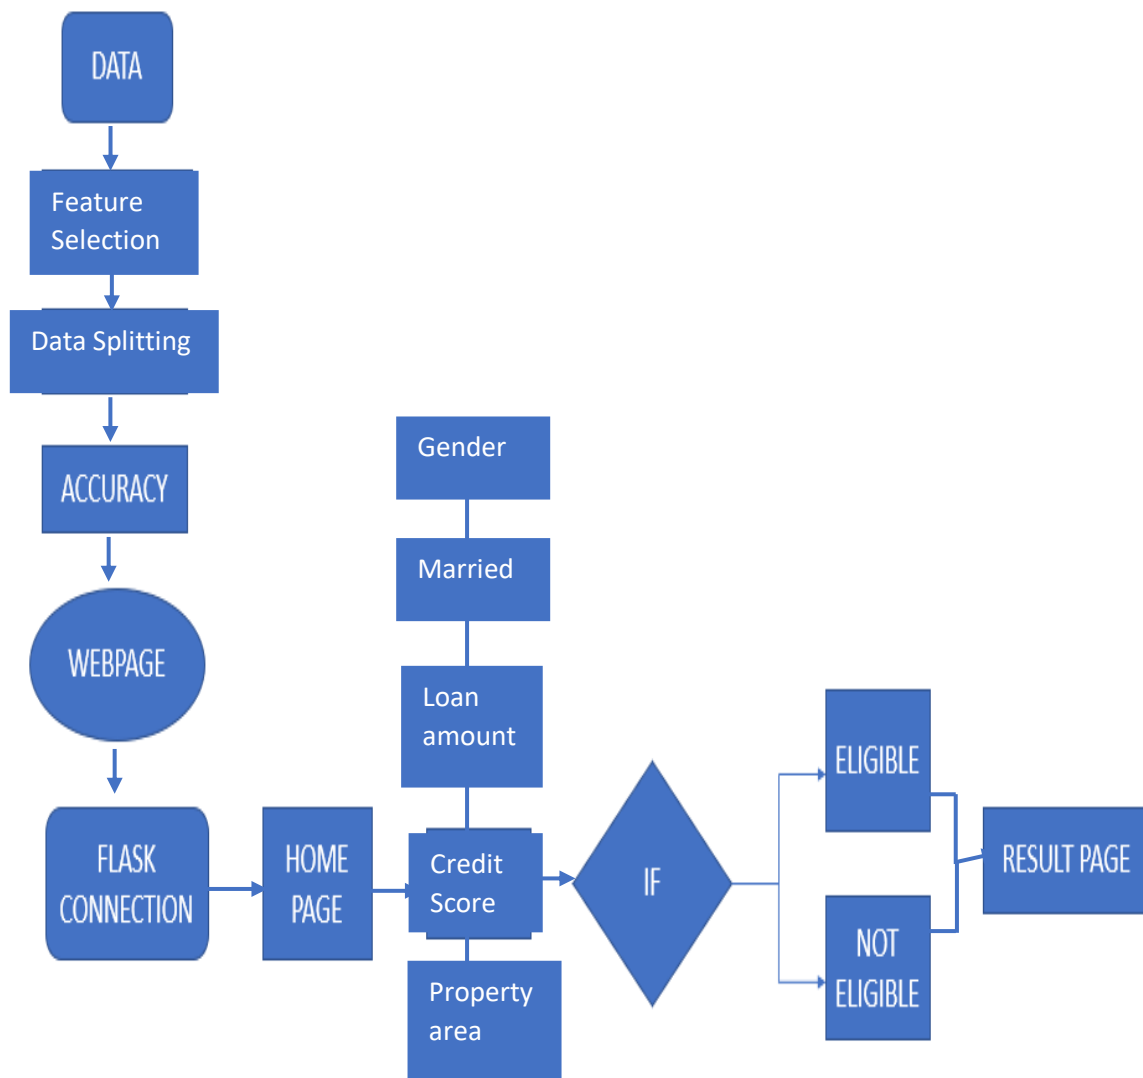 DATA
Feature
Selection
Data Splitting
ACCURACY
WEBPAGE
FLASK
CONNECTION
HOME
PAGE
Gender
Married
Loan
amount
Credit
Score
Property
area
IF
ELIGIBLE
NOT
ELIGIBLE
RESULT PAGE